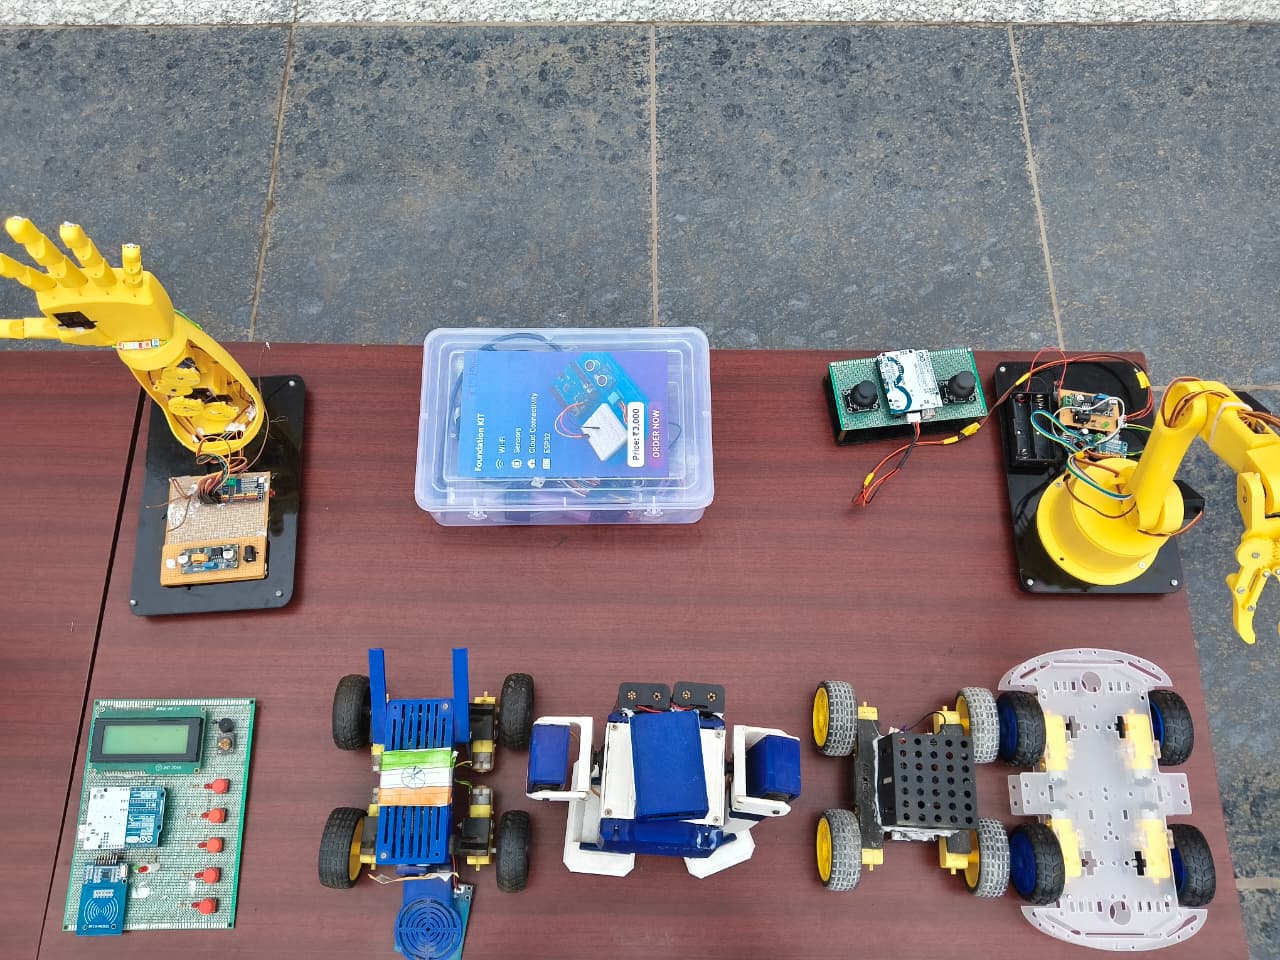 Foundation KIT
Wi-Fi
Sensors
Cloud Connectivity
ESP32
Price: ₹3,000
ORDER NOW